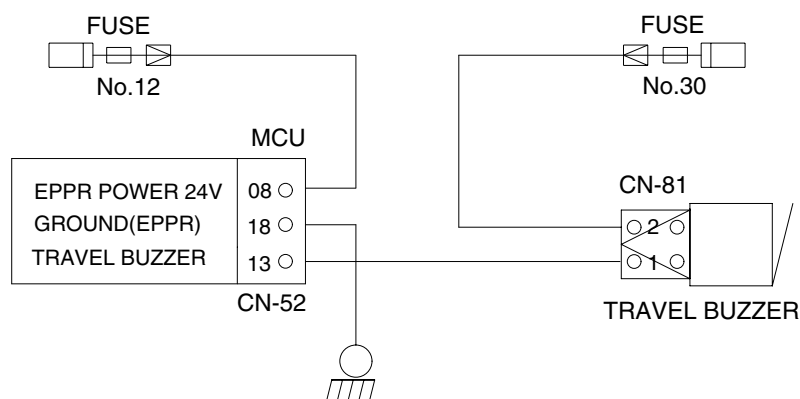 FUSE
FUSE
No.12
No.30
MCU
EPPR POWER 24V
08
GROUND(EPPR)
18
TRAVEL BUZZER
13
CN-52
CN-81
2
1
TRAVEL BUZZER